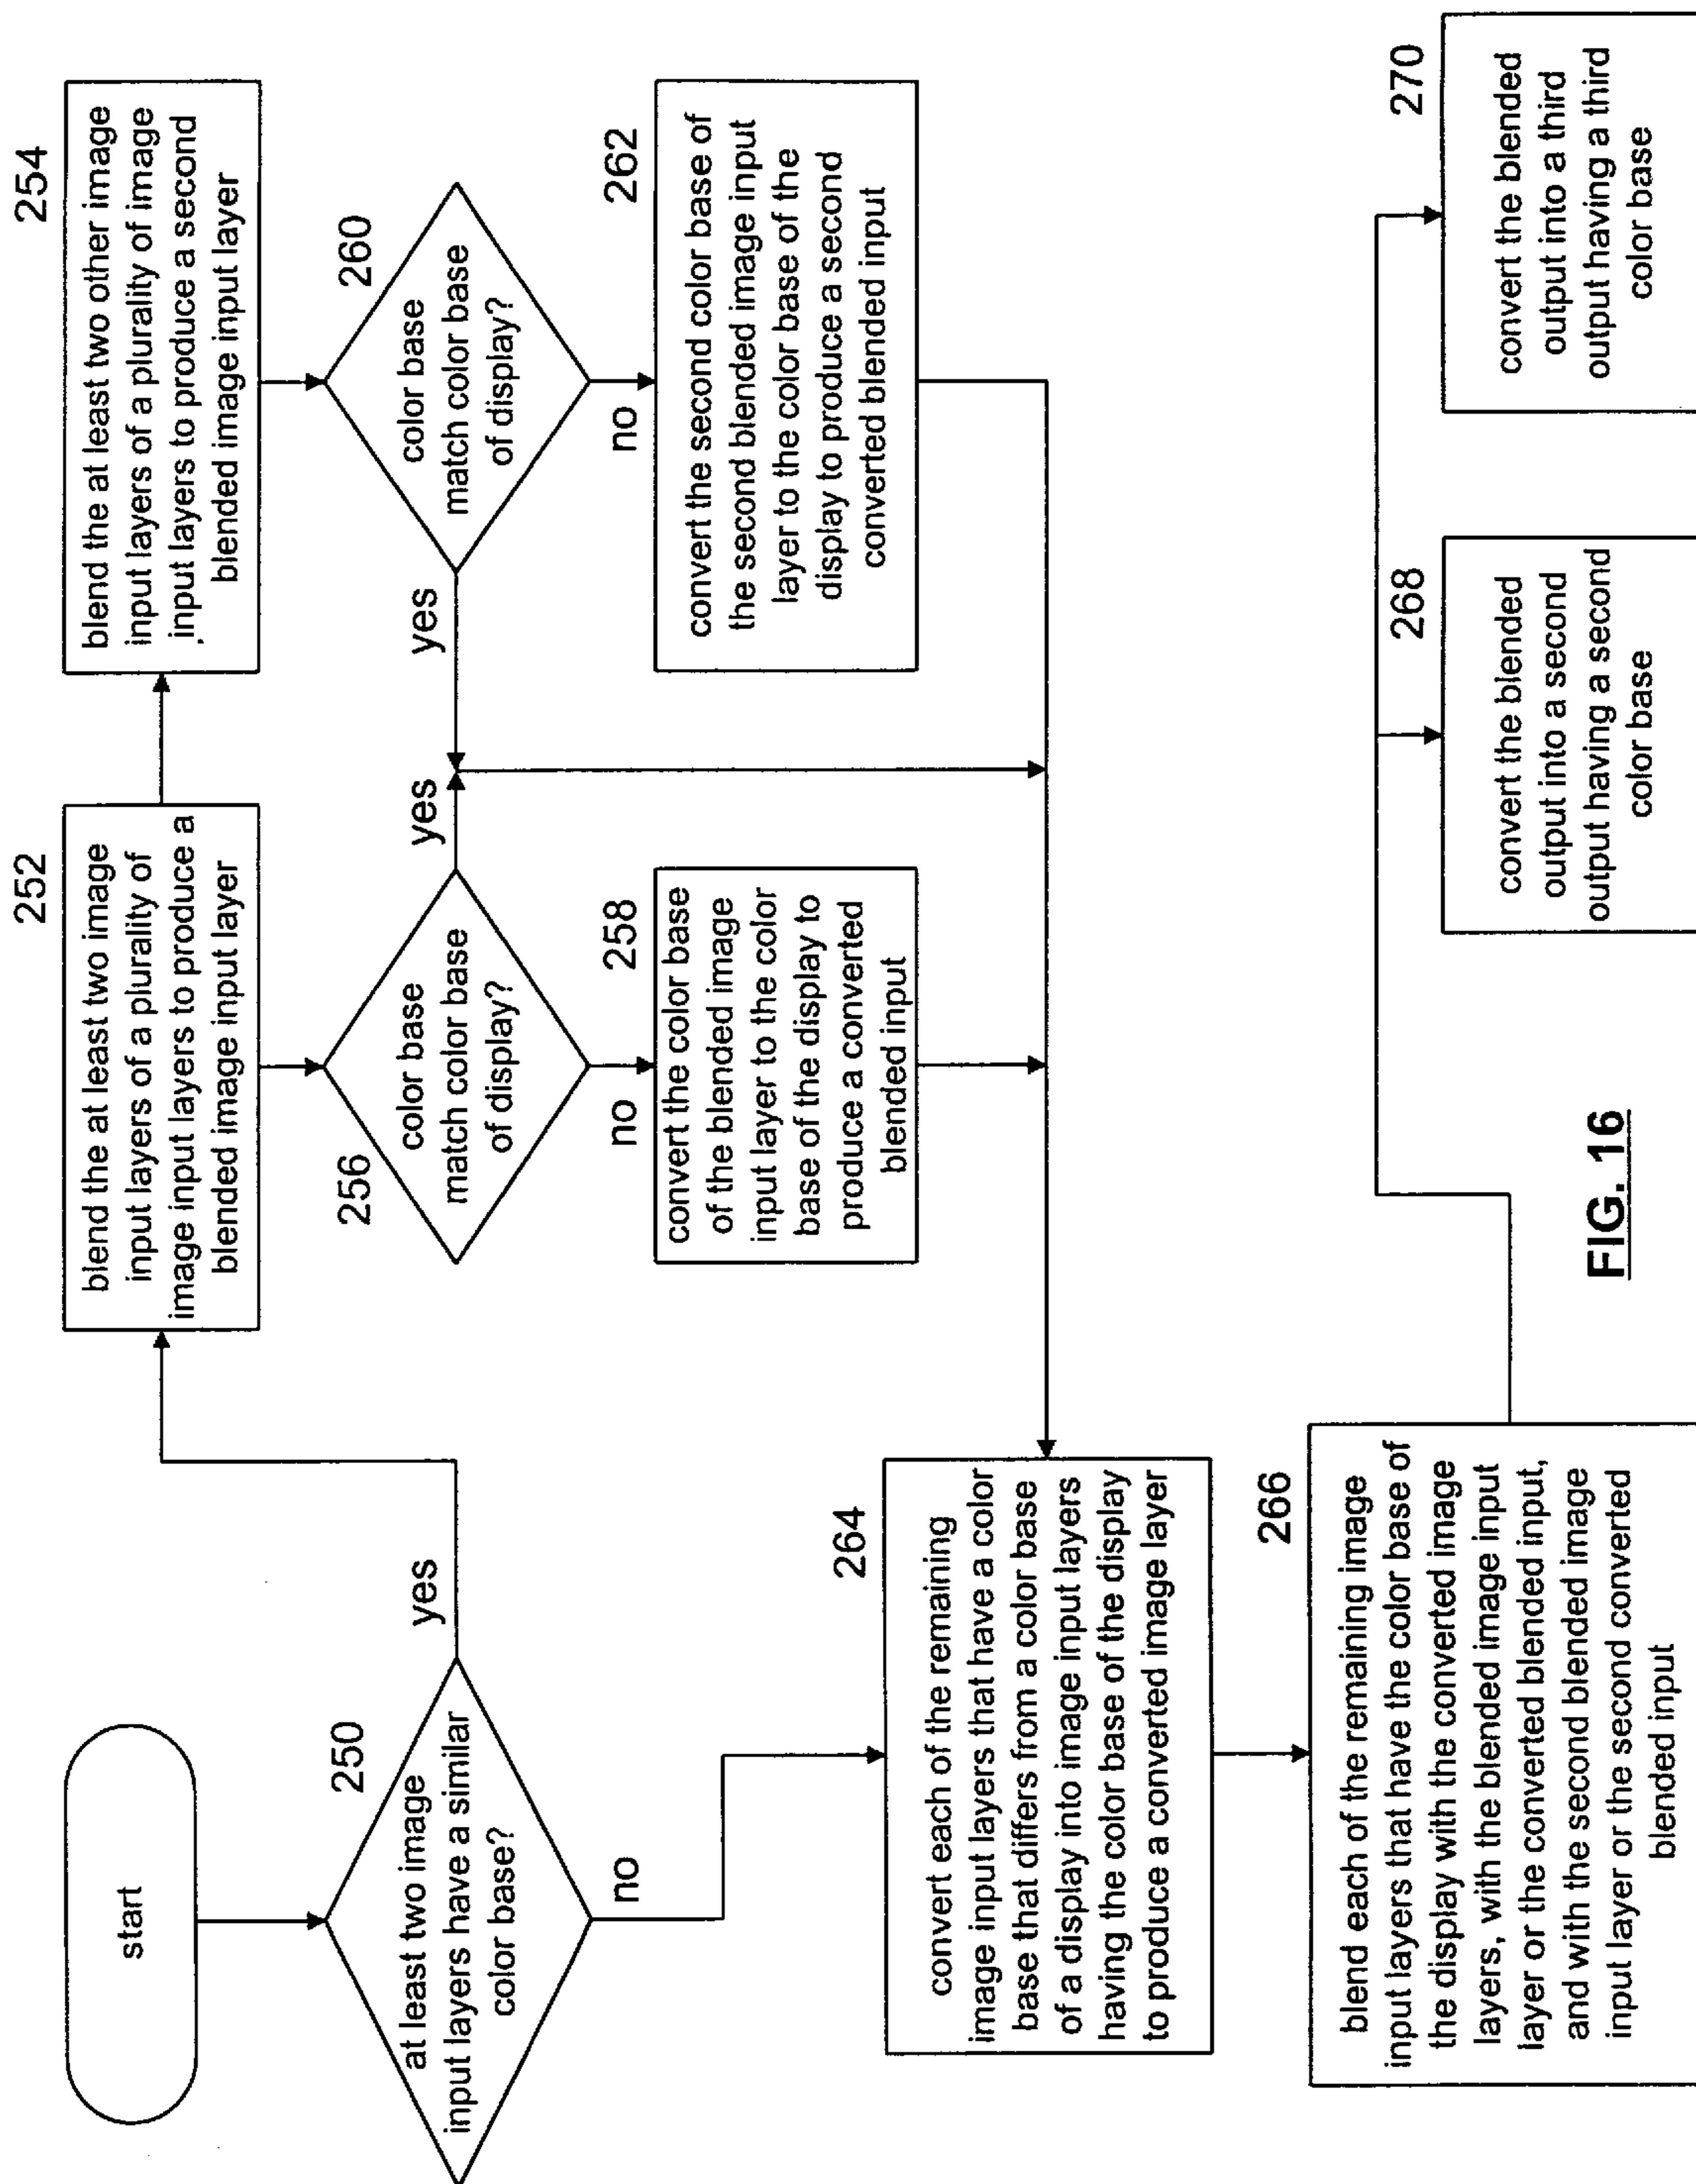 start
250
at least two image
input layers have a similar
color base?
yes
no
252
blend the at least two image
input layers of a plurality of
image input layers to produce a
blended image input layer
254
blend the at least two other image
input layers of a plurality of image
input layers to produce a second
blended image input layer
256
color base
match color base
of display?
yes
no
260
color base
match color base
of display?
yes
no
258
convert the color base
of the blended image
input layer to the color
base of the display to
produce a converted
blended input
262
convert the second color base of
the second blended image input
layer to the color base of the
display to produce a second
converted blended input
264
convert each of the remaining
image input layers that have a color
base that differs from a color base
of a display into image input layers
having the color base of the display
to produce a converted image layer
266
blend each of the remaining image
input layers that have the color base of
the display with the converted image
layers, with the blended image input
layer or the converted blended input,
and with the second blended image
input layer or the second converted
blended input
268
convert the blended
output into a second
output having a second
color base
270
convert the blended
output into a third
output having a third
color base
FIG. 16